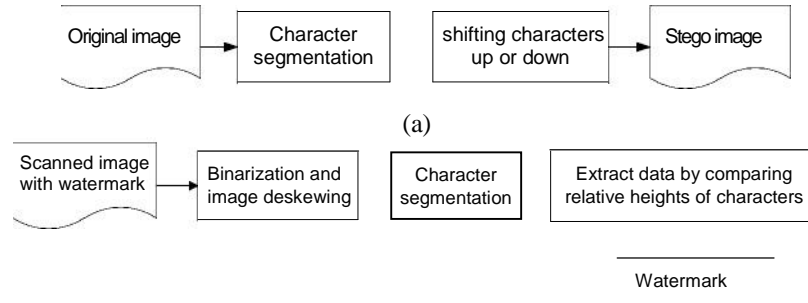 Original image
Character
segmentation
shifting characters
up or down
Stego image
(a)
Scanned image
with watermark
Binarization and
image deskewing
Character
segmentation
Extract data by comparing
relative heights of characters
Watermark